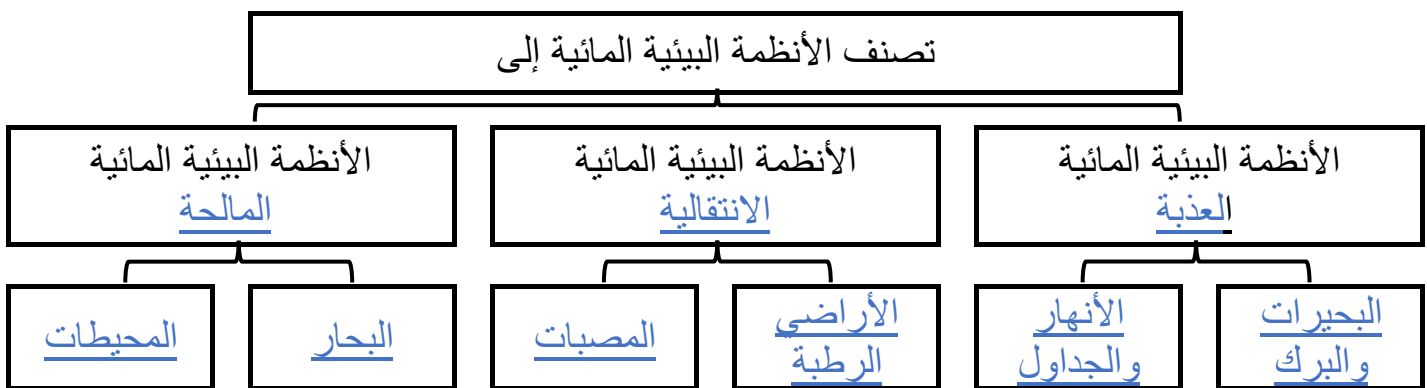 تصنف الأنظمة البيئية المائية إلى
الأنظمة البيئية المائية
العذبة
الأنظمة البيئية المائية
الانتقالية
الأنظمة البيئية المائية
المالحة
البحيرات
والبرك
الأنهار
والجداول
الأراضي
الرطبة
المصبات
البحار
المحيطات